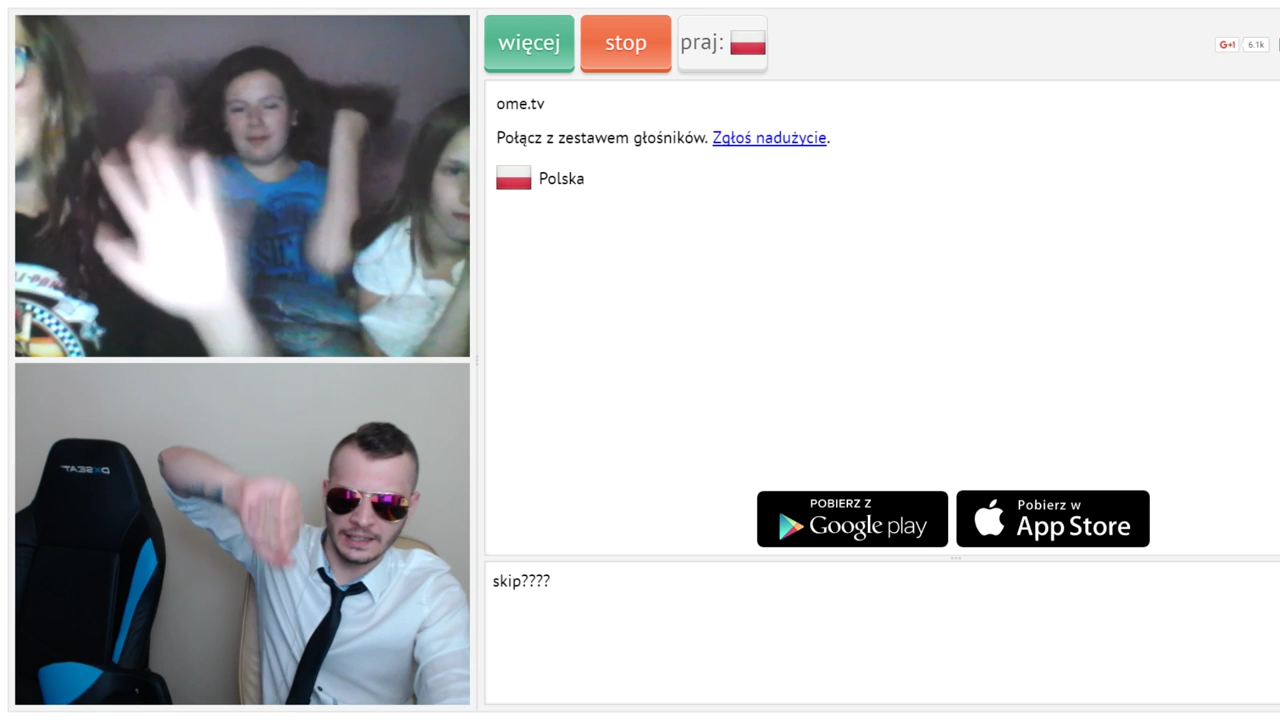 więcej
stop
praj:
G+1 6.1k
ome.tv
Połącz z zestawem głośników. Zgłoś nadużycie.
Polska
DXSEAT
POBIERZ Z
Google play
Pobierz w
App Store
skip????